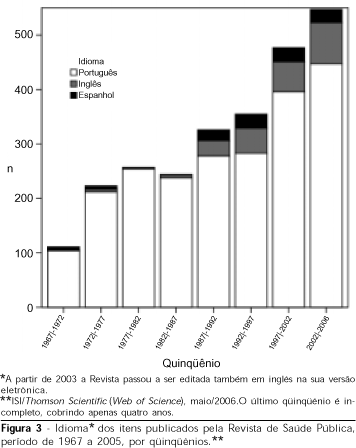 500
Idioma
Português
Inglês
Espanhol
400
300
n
200
100
0
1967|-1972
1972|-1977
1977|-1982
1982|-1987
1987|-1992
1992|-1997
1997|-2002
2002|-2006
Quinqüênio
*A partir de 2003 a Revista passou a ser editada também em inglês na sua versão
eletrônica.
**ISI/Thomson Scientific (Web of Science), maio/2006.O último qüinqüênio é in-
completo, cobrindo apenas quatro anos.
Figura 3 - Idioma* dos itens publicados pela Revista de Saúde Pública,
período de 1967 a 2005, por qüinqüênios.**